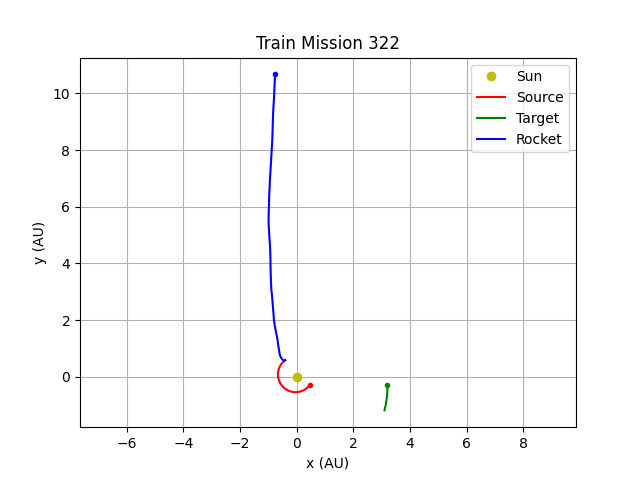 Train Mission 322
Sun
Source
Target
Rocket
10
8
6
4
2
0
y (AU)
−6 −4 −2 0 2 4 6 8
x (AU)